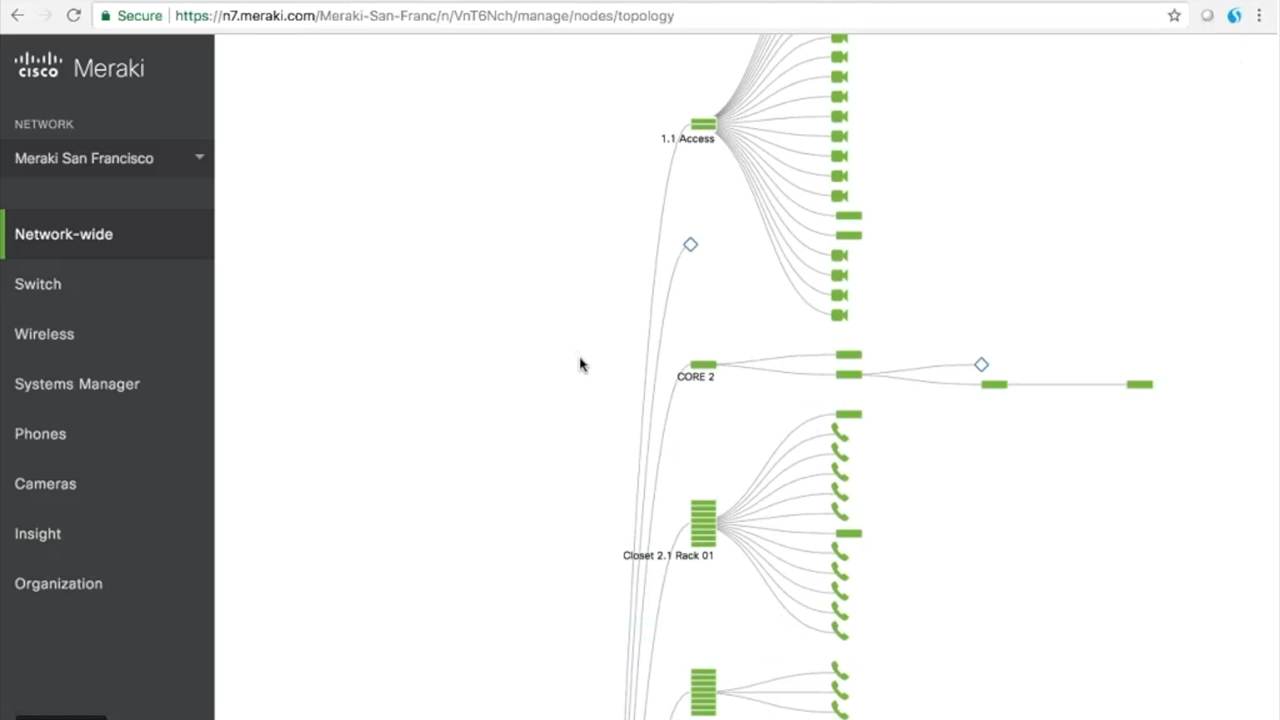 Secure
https://n7.meraki.com/Meraki-San-Franc/n/VnT6Nch/manage/nodes/topology
cisco Meraki
NETWORK
Meraki San Francisco
Network-wide
Switch
Wireless
Systems Manager
Phones
Cameras
Insight
Organization
1.1 Access
CORE 2
Closet 2.1 Rack 01